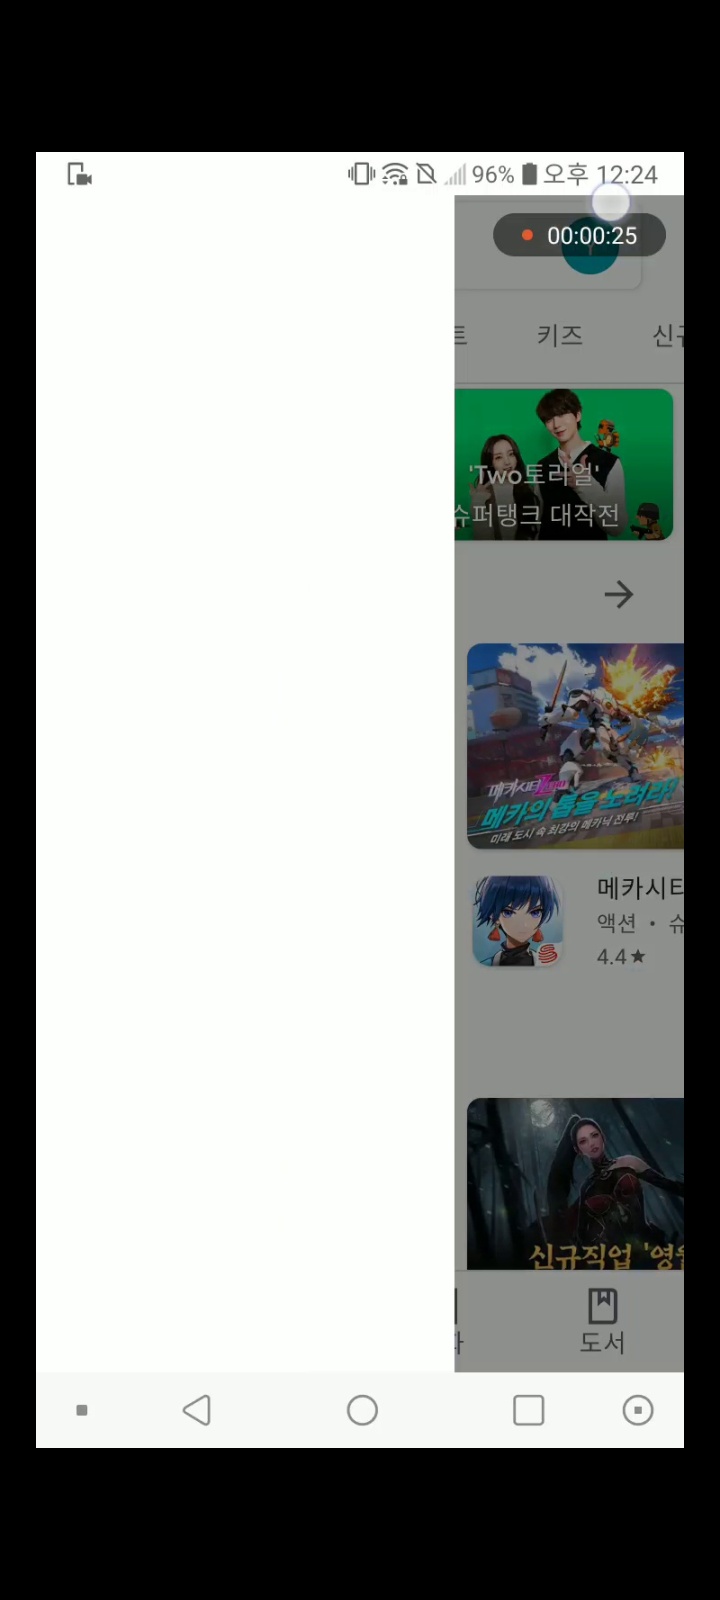 96% 오후 12:24
00:00:25
트 키즈 신규
'Two토리얼'
슈퍼탱크 대작전
메카시티
메카의 톱을 노려라!
미래 도시 속 최강의 메카닉 전투!
메카시티
액션 · 슈
4.4★
신규직업 '영
도서